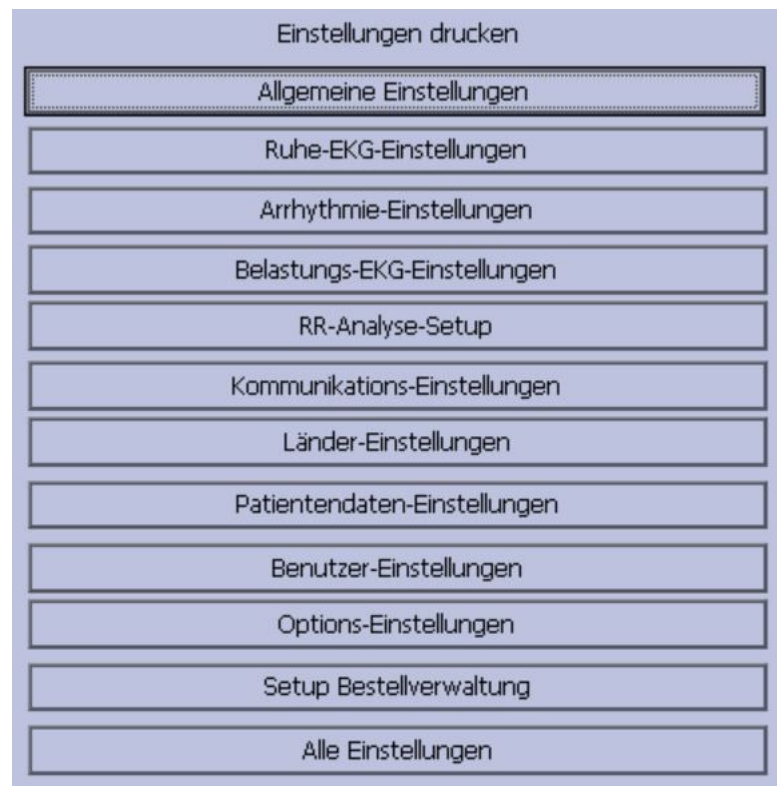 Einstellungen drucken
Allgemeine Einstellungen
Ruhe-EKG-Einstellungen
Arrhythmie-Einstellungen
Belastungs-EKG-Einstellungen
RR-Analyse-Setup
Kommunikations-Einstellungen
Länder-Einstellungen
Patientendaten-Einstellungen
Benutzer-Einstellungen
Options-Einstellungen
Setup Bestellverwaltung
Alle Einstellungen